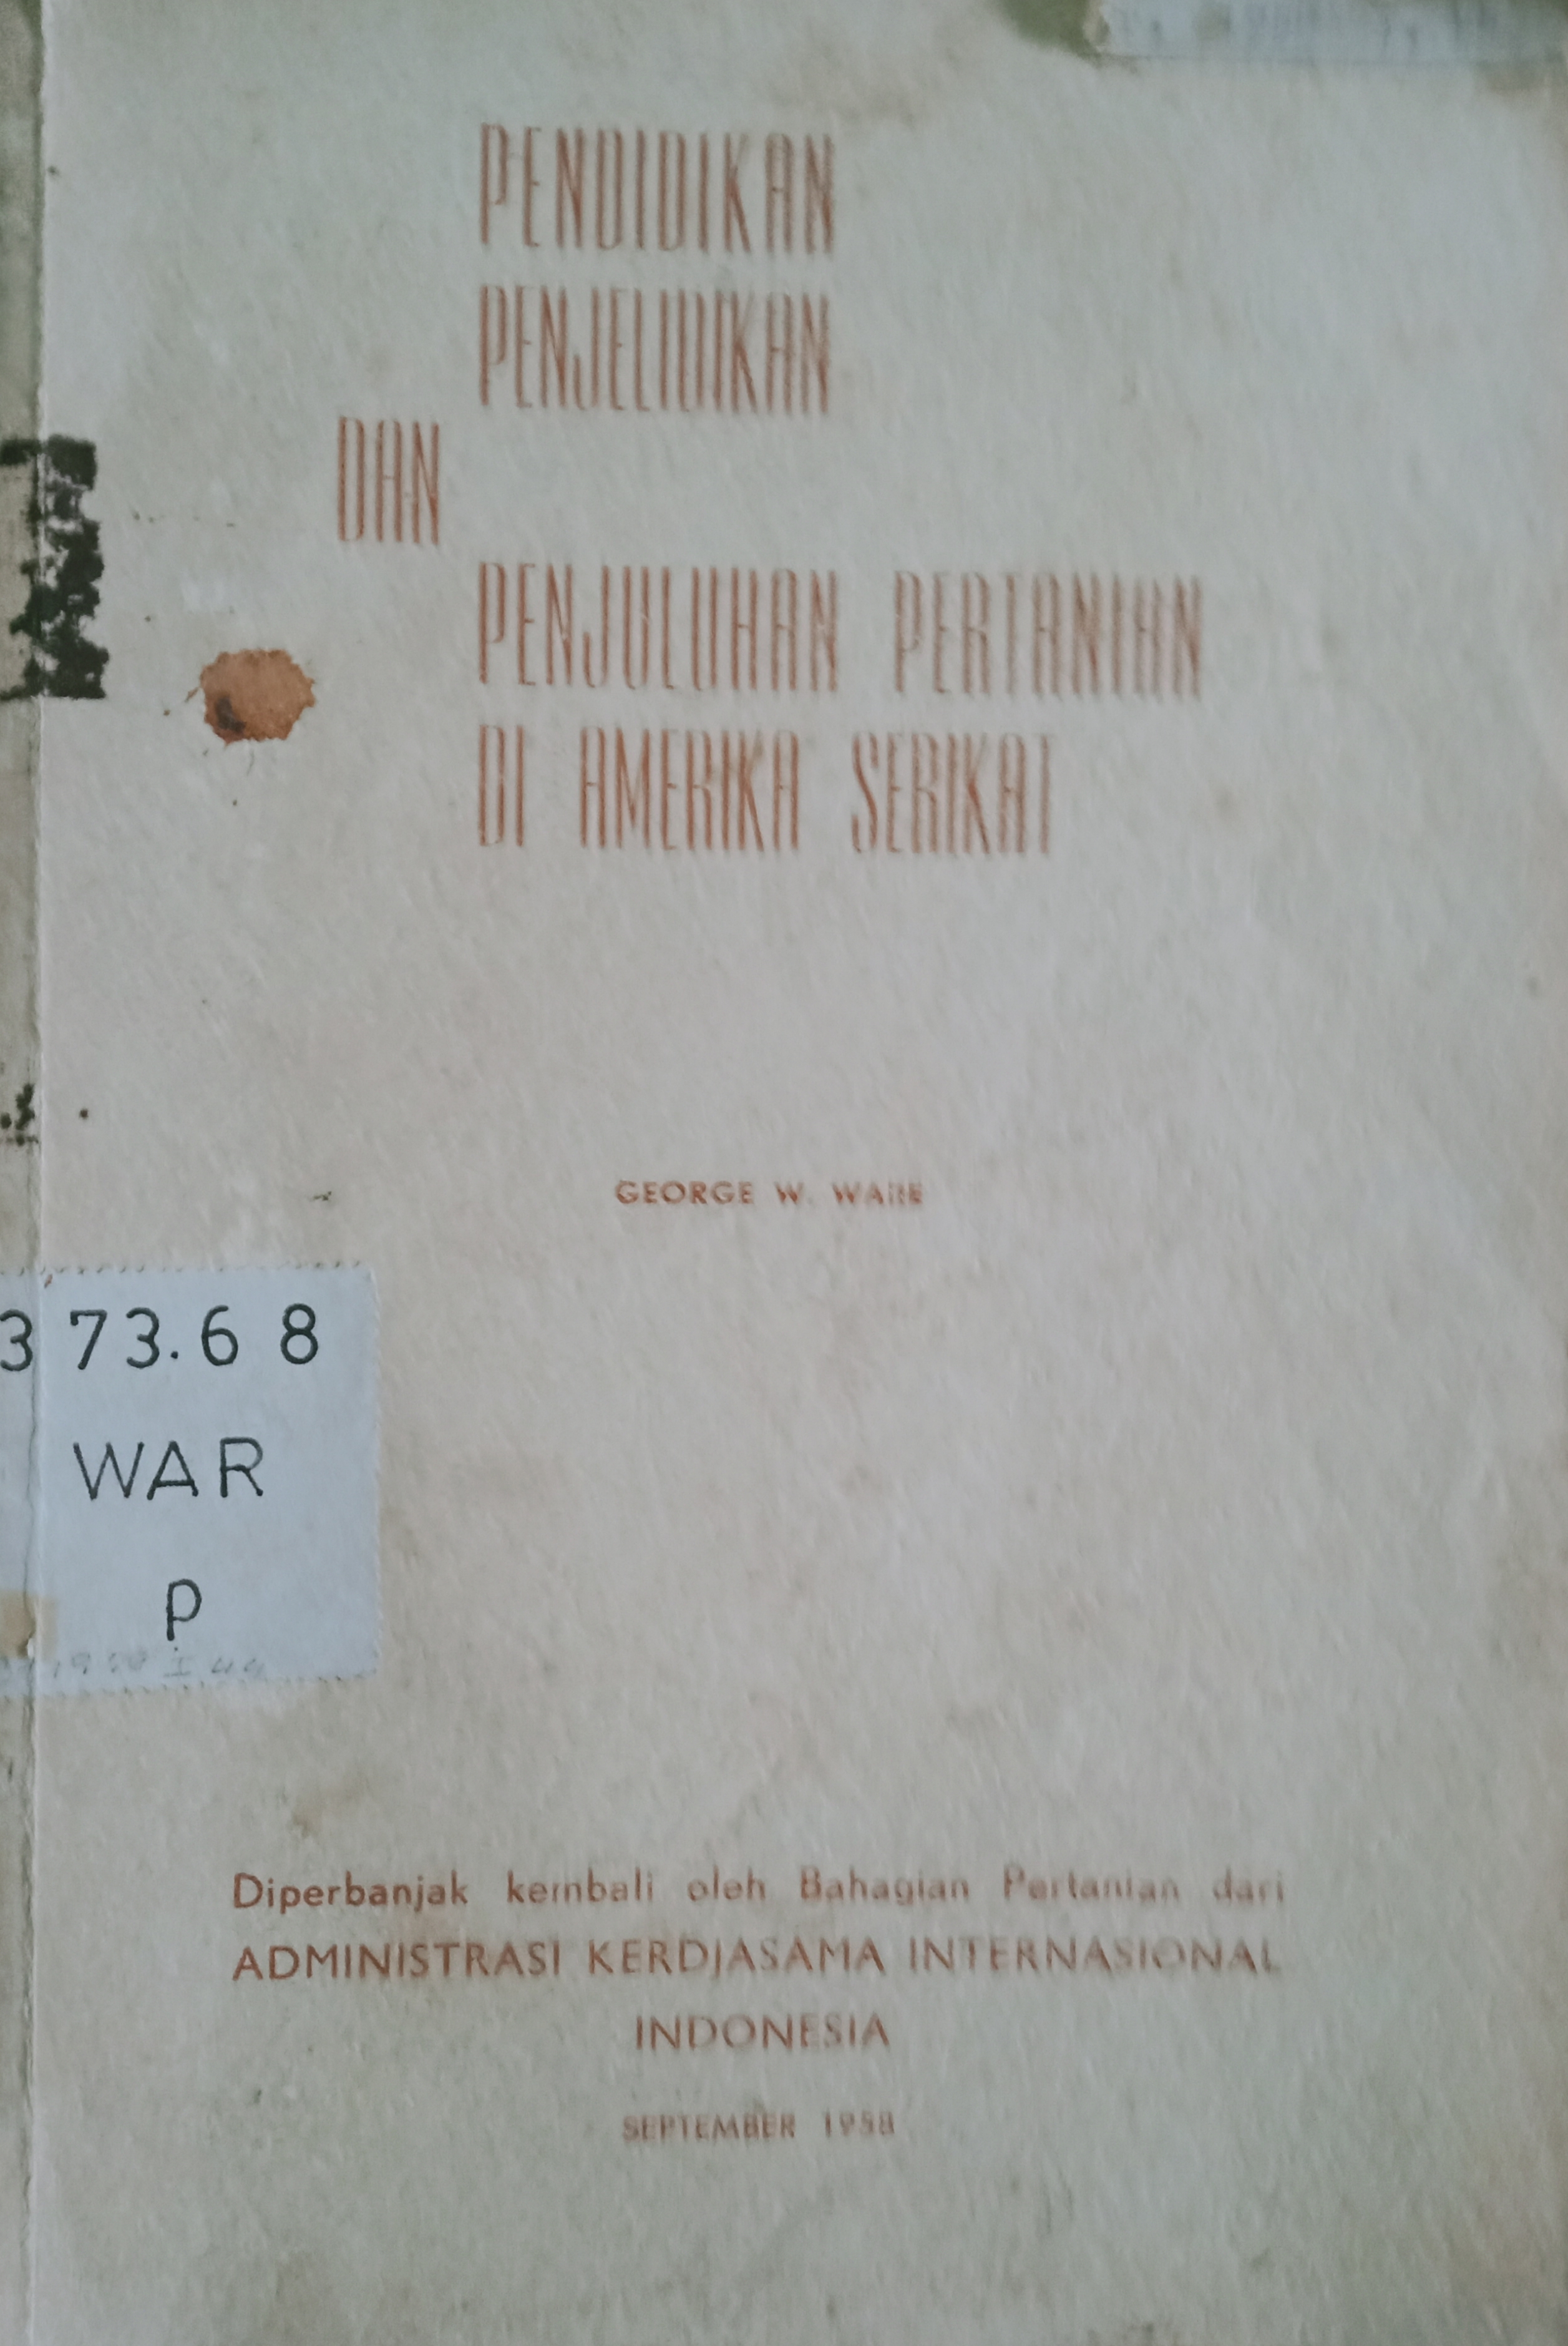 PENDIDIKAN
PENJELIDIKAN
DAN
PENJULUHAN PERTANIAN
DI AMERIKA SERIKAT
GEORGE W. WARE
373.68
WAR
P
Diperbanjak kembali oleh Bahagian Pertanian dari
ADMINISTRASI KERDJASAMA INTERNASIONAL
INDONESIA
SEPTEMBER 1958